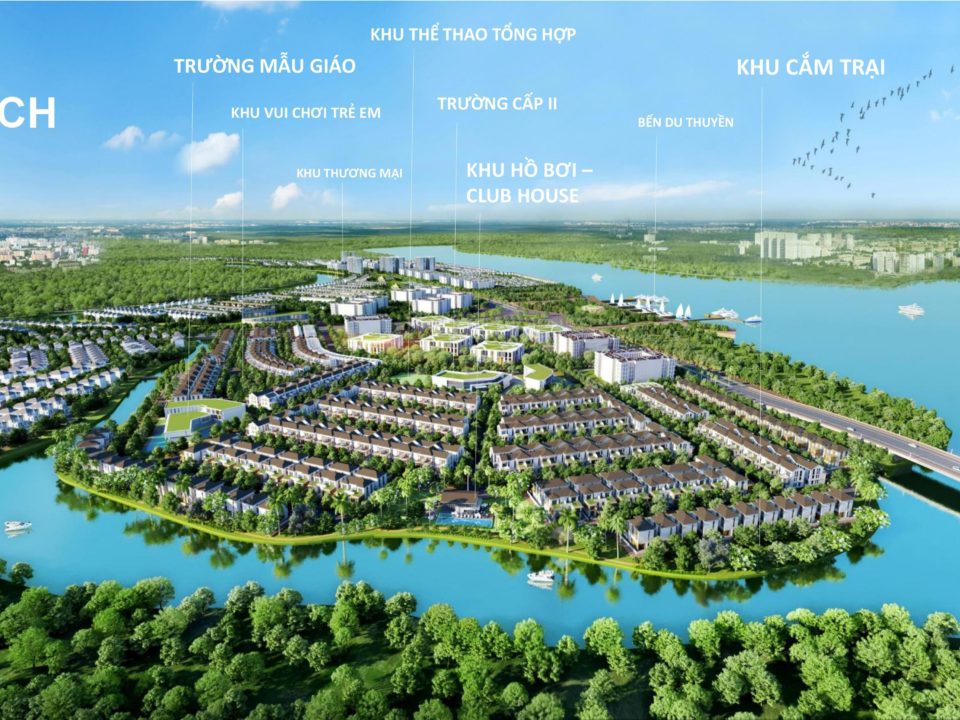 KHU THỂ THAO TỔNG HỢP
TRƯỜNG MẪU GIÁO
KHU CẮM TRẠI
CH
KHU VUI CHƠI TRẺ EM
TRƯỜNG CẤP II
BẾN DU THUYỀN
KHU THƯƠNG MẠI
KHU HỒ BƠI –
CLUB HOUSE